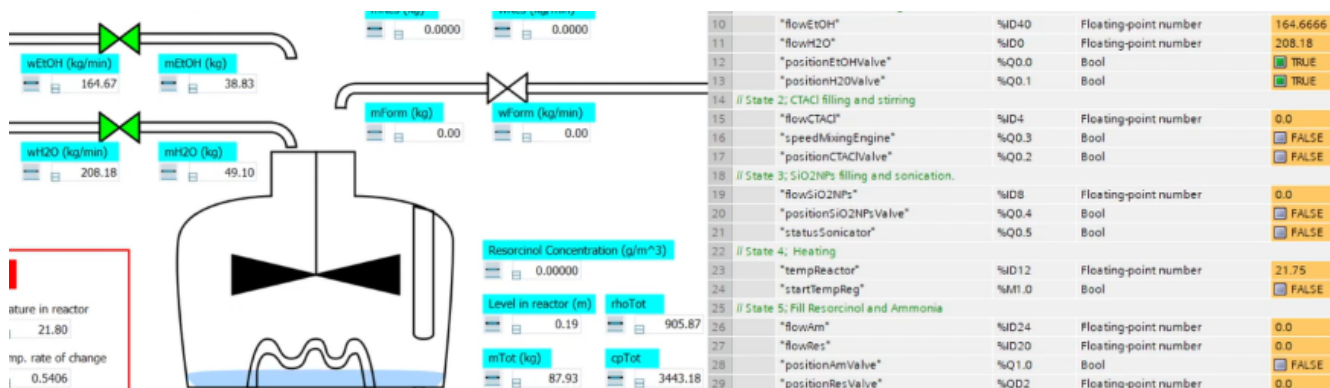 0.0000 0.0000
wEtOH (kg/min) mEtOH (kg)
164.67 38.83
mForm (kg) wForm (kg/min)
0.00 0.00
wH2O (kg/min) mH2O (kg)
208.18 49.10
Resorcinol Concentration (g/m^3)
0.00000
Level in reactor (m) rhoTot
0.19 905.87
mTot (kg) cpTot
87.93 3443.18
ature in reactor
21.80
mp. rate of change
0.5406
10 "flowEtOH" %ID40 Floating-point number 164.6666
11 "flowH2O" %ID0 Floating-point number 208.18
12 "positionEtOHValve" %Q0.0 Bool TRUE
13 "positionH20Valve" %Q0.1 Bool TRUE
14 // State 2; CTACl filling and stirring
15 "flowCTACl" %ID4 Floating-point number 0.0
16 "speedMixingEngine" %Q0.3 Bool FALSE
17 "positionCTAClValve" %Q0.2 Bool FALSE
18 // State 3; SiO2NPs filling and sonication.
19 "flowSiO2NPs" %ID8 Floating-point number 0.0
20 "positionSiO2NPsValve" %Q0.4 Bool FALSE
21 "statusSonicator" %Q0.5 Bool FALSE
22 // State 4; Heating
23 "tempReactor" %ID12 Floating-point number 21.75
24 "startTempReg" %M1.0 Bool FALSE
25 // State 5; Fill Resorcinol and Ammonia
26 "flowAm" %ID24 Floating-point number 0.0
27 "flowRes" %ID20 Floating-point number 0.0
28 "positionAmValve" %Q1.0 Bool FALSE
29 "positionResValve" %QD2 Floating-point number 0.0